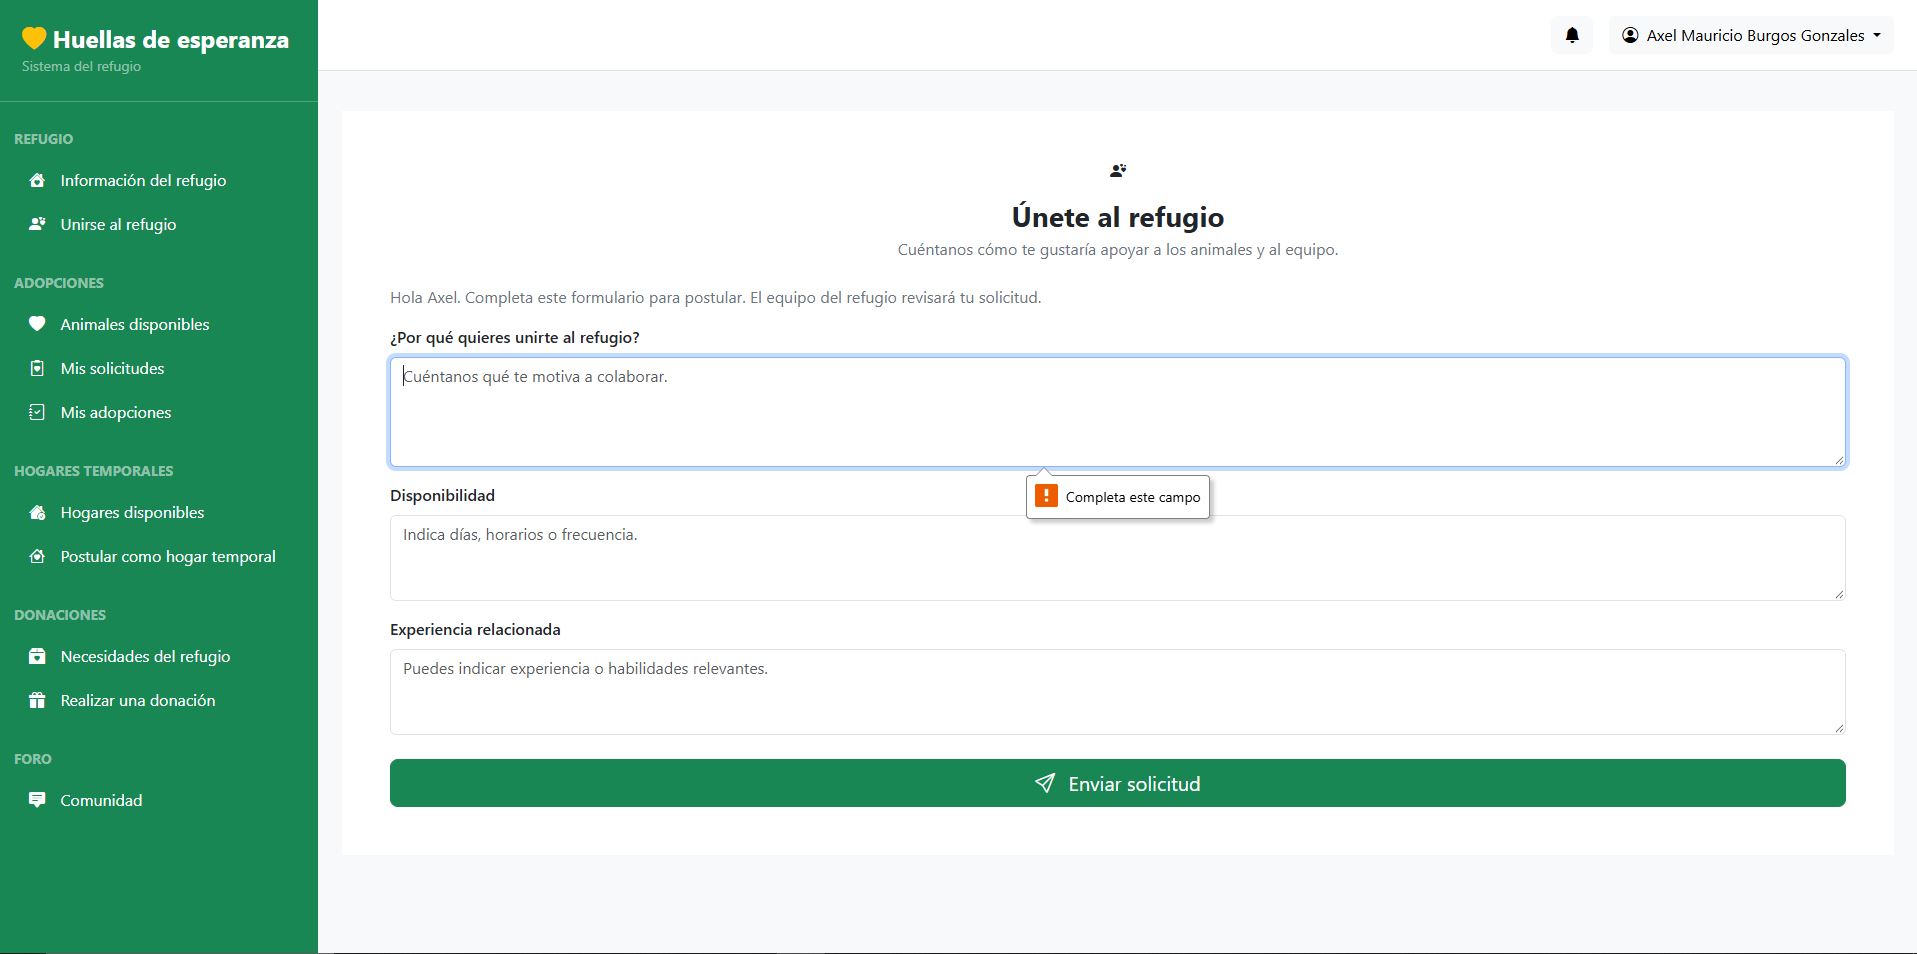 Huellas de esperanza
Sistema del refugio
REFUGIO
Información del refugio
Unirse al refugio
ADOPCIONES
Animales disponibles
Mis solicitudes
Mis adopciones
HOGARES TEMPORALES
Hogares disponibles
Postular como hogar temporal
DONACIONES
Necesidades del refugio
Realizar una donación
FORO
Comunidad
Axel Mauricio Burgos Gonzales
Únete al refugio
Cuéntanos cómo te gustaría apoyar a los animales y al equipo.
Hola Axel. Completa este formulario para postular. El equipo del refugio revisará tu solicitud.
¿Por qué quieres unirte al refugio?
Cuéntanos qué te motiva a colaborar.
Completa este campo
Disponibilidad
Indica días, horarios o frecuencia.
Experiencia relacionada
Puedes indicar experiencia o habilidades relevantes.
Enviar solicitud